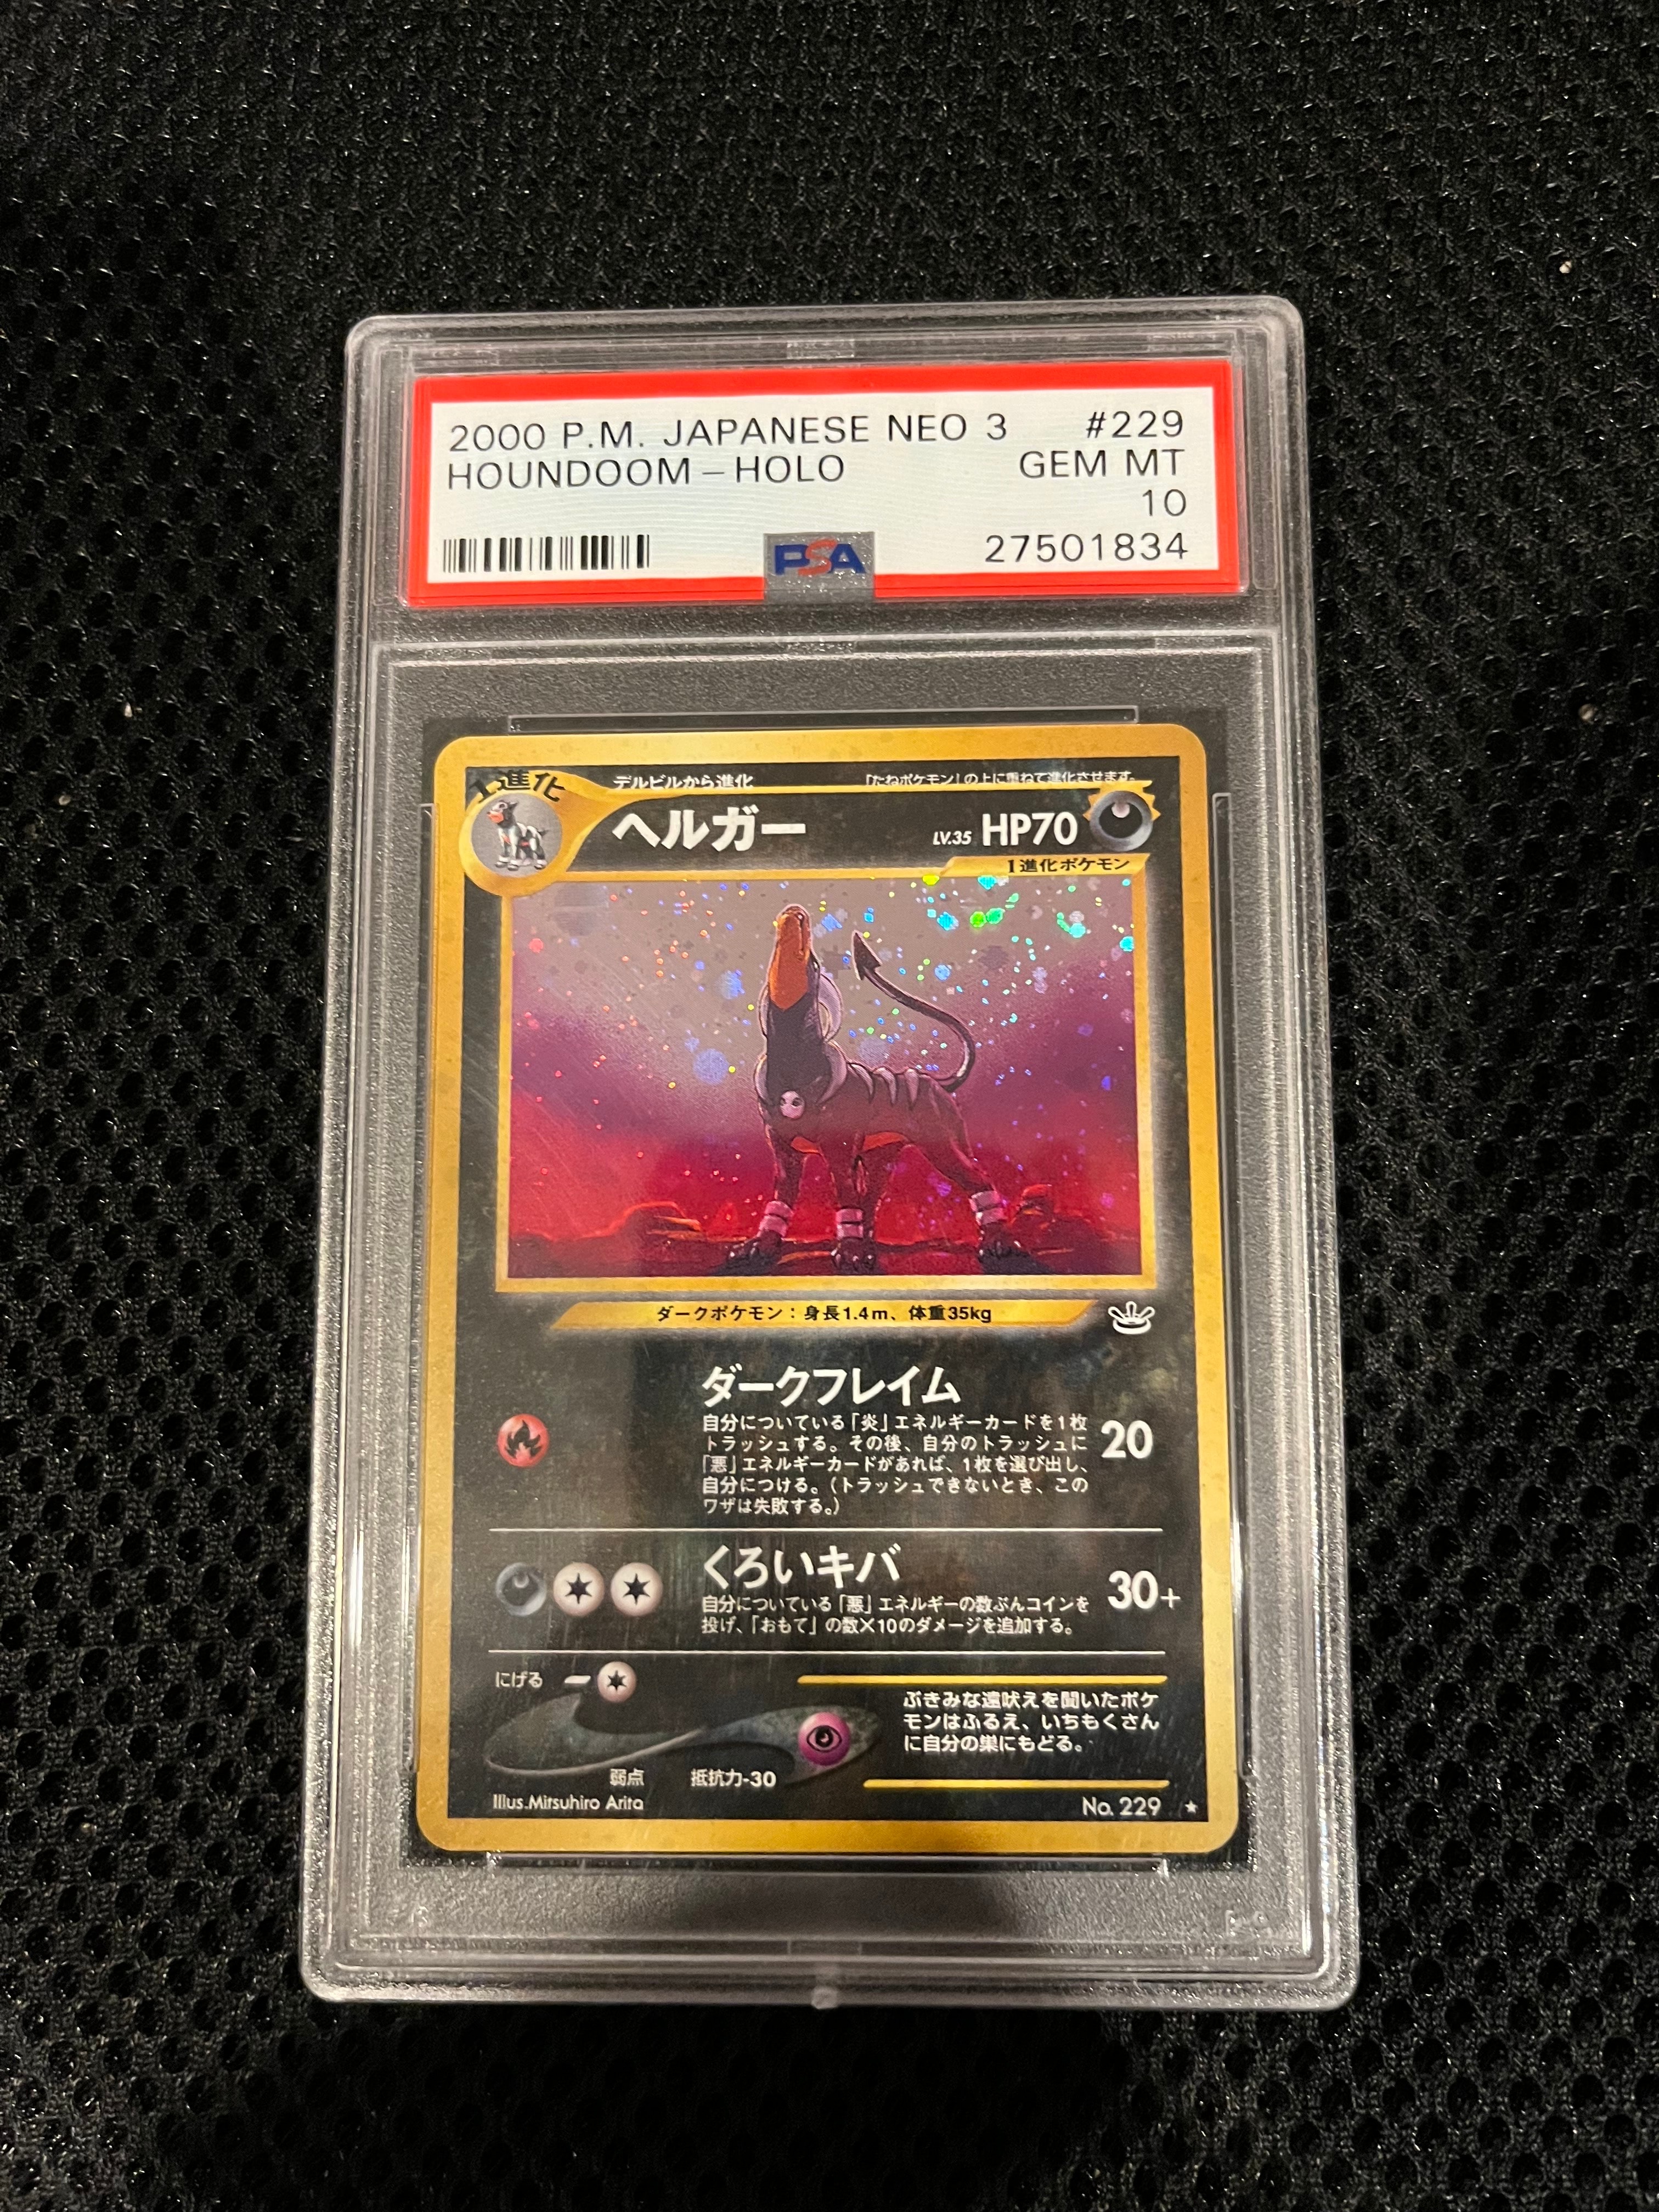 2000 P.M. JAPANESE NEO 3 #229
HOUNDOOM - HOLO GEM MT
10
PSA 27501834
1進化 デルビルから進化 「たねポケモン」の上に重ねて進化させます。
ヘルガー LV.35 HP70
1進化ポケモン
ダークポケモン：身長1.4m、体重35kg
ダークフレイム
自分についている「炎」エネルギーカードを1枚
トラッシュする。その後、自分のトラッシュに
「悪」エネルギーカードがあれば、1枚を選び出し、
自分につける。（トラッシュできないとき、この
ワザは失敗する。）
20
くろいキバ
自分についている「悪」エネルギーの数ぶんコインを
投げ、「おもて」の数×10のダメージを追加する。
30+
にげる
弱点 抵抗力-30
ぶきみな遠吠えを聞いたポケ
モンはふるえ、いちもくさん
に自分の巣にもどる。
Illus.Mitsuhiro Arita No. 229 ★